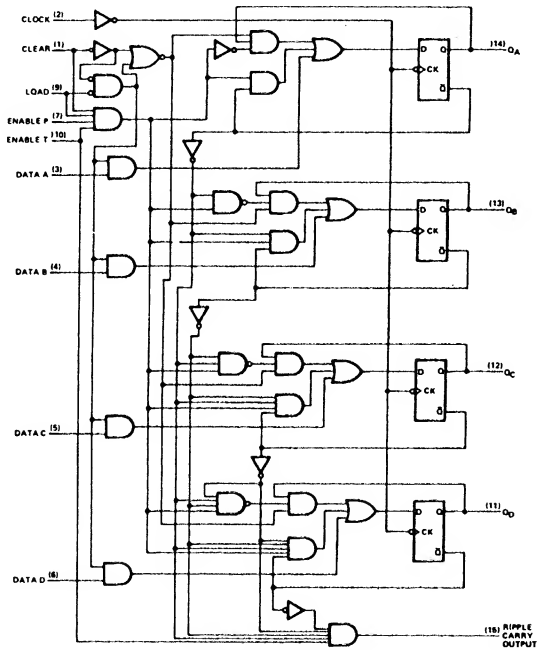 CLOCK (2)
CLEAR (1)
LOAD (9)
ENABLE P (7)
ENABLE T (10)
DATA A (3)
DATA B (4)
DATA C (5)
DATA D (6)
D Q
CK
Q̅
(14) QA
D Q
CK
Q̅
(13) QB
D Q
CK
Q̅
(12) QC
D Q
CK
Q̅
(11) QD
(15) RIPPLE
CARRY
OUTPUT